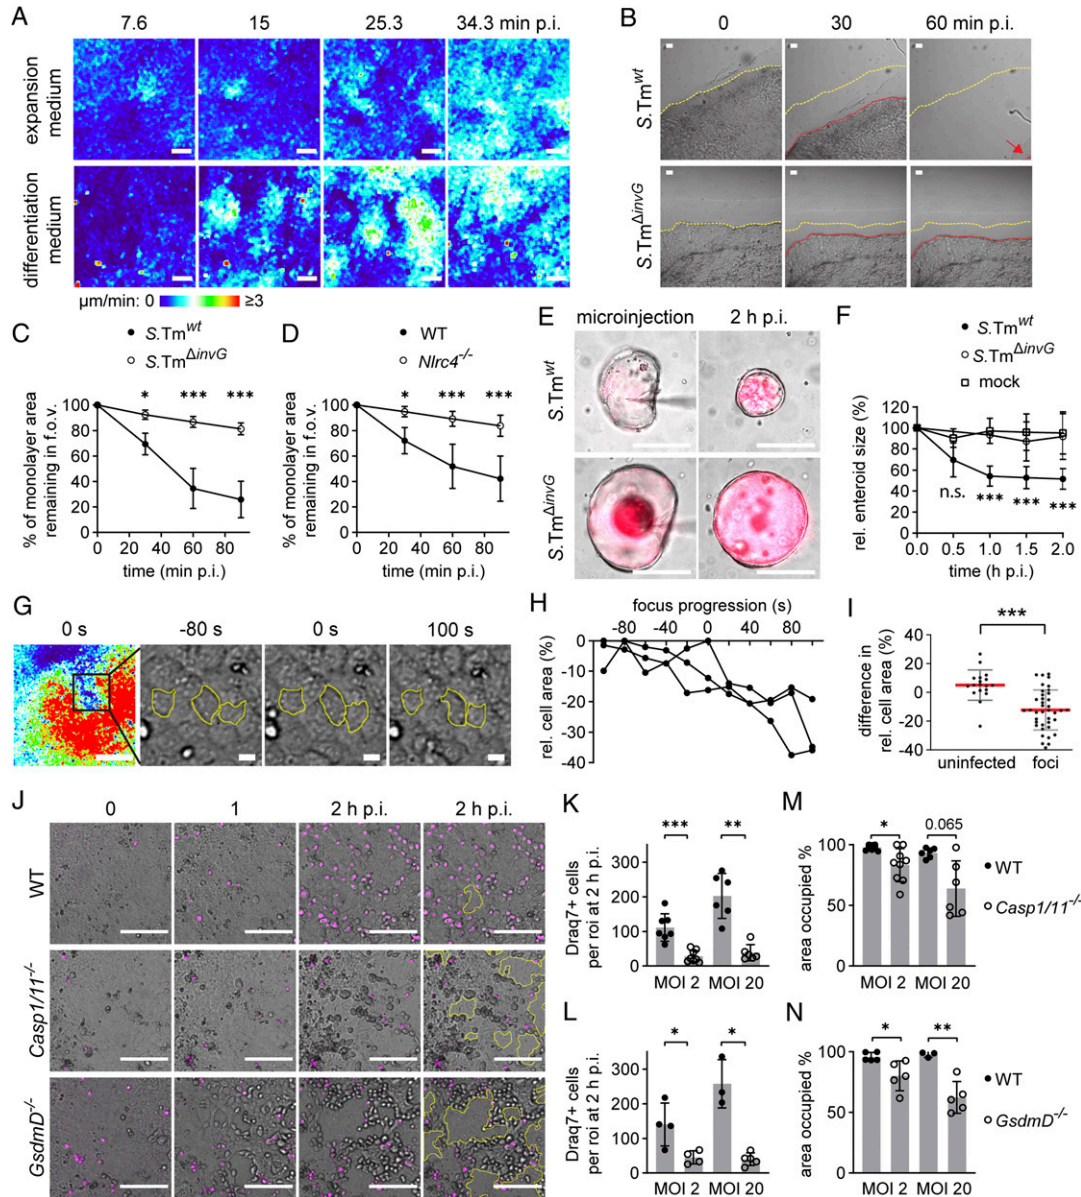 A
7.6 15 25.3 34.3 min p.i.
expansion
medium
differentiation
medium
µm/min: 0 ≥3
B
0 30 60 min p.i.
S.Tm^wt
S.Tm^ΔinvG
C
S.Tm^wt
S.Tm^ΔinvG
* *** ***
100
80
60
40
20
0
0 20 40 60 80
% of monolayer area
remaining in f.o.v.
time (min p.i.)
D
WT
Nlrc4^-/-
* *** ***
100
80
60
40
20
0
0 20 40 60 80
% of monolayer area
remaining in f.o.v.
time (min p.i.)
E
microinjection 2 h p.i.
S.Tm^wt
S.Tm^ΔinvG
F
S.Tm^wt
S.Tm^ΔinvG
mock
120
100
80
60
40
20
0
n.s. *** *** ***
0.0 0.5 1.0 1.5 2.0
rel. enteroid size (%)
time (h p.i.)
G
0 s -80 s 0 s 100 s
H
focus progression (s)
-80 -40 0 40 80
0
-10
-20
-30
-40
rel. cell area (%)
I
***
40
20
0
-20
-40
difference in
rel. cell area (%)
uninfected foci
J
0 1 2 h p.i. 2 h p.i.
WT
Casp1/11^-/-
GsdmD^-/-
K
*** **
300
200
100
0
Draq7+ cells
per roi at 2 h p.i.
MOI 2 MOI 20
L
* *
400
300
200
100
0
Draq7+ cells
per roi at 2 h p.i.
MOI 2 MOI 20
M
* 0.065
100
50
0
area occupied %
MOI 2 MOI 20
WT
Casp1/11^-/-
N
* **
100
50
0
area occupied %
MOI 2 MOI 20
WT
GsdmD^-/-